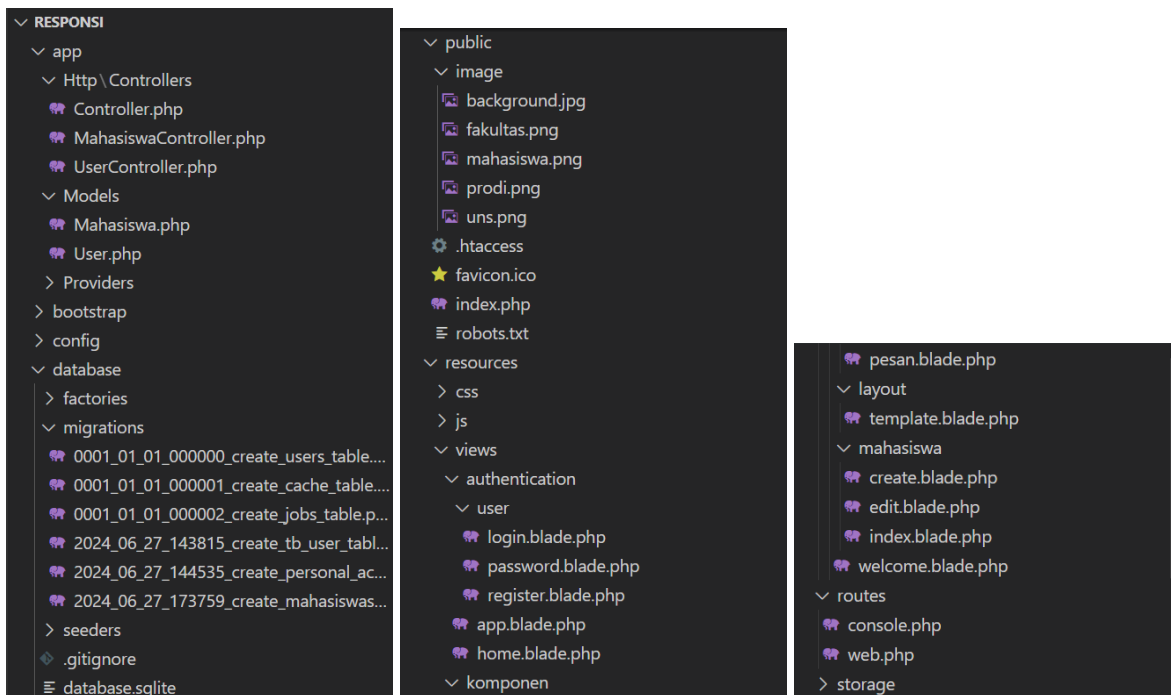 RESPONSI
app
Http\Controllers
Controller.php
MahasiswaController.php
UserController.php
Models
Mahasiswa.php
User.php
Providers
bootstrap
config
database
factories
migrations
0001_01_01_000000_create_users_table....
0001_01_01_000001_create_cache_table....
0001_01_01_000002_create_jobs_table.p...
2024_06_27_143815_create_tb_user_tabl...
2024_06_27_144535_create_personal_ac...
2024_06_27_173759_create_mahasiswas...
seeders
.gitignore
database.sqlite
public
image
background.jpg
fakultas.png
mahasiswa.png
prodi.png
uns.png
.htaccess
favicon.ico
index.php
robots.txt
resources
css
js
views
authentication
user
login.blade.php
password.blade.php
register.blade.php
app.blade.php
home.blade.php
komponen
pesan.blade.php
layout
template.blade.php
mahasiswa
create.blade.php
edit.blade.php
index.blade.php
welcome.blade.php
routes
console.php
web.php
storage